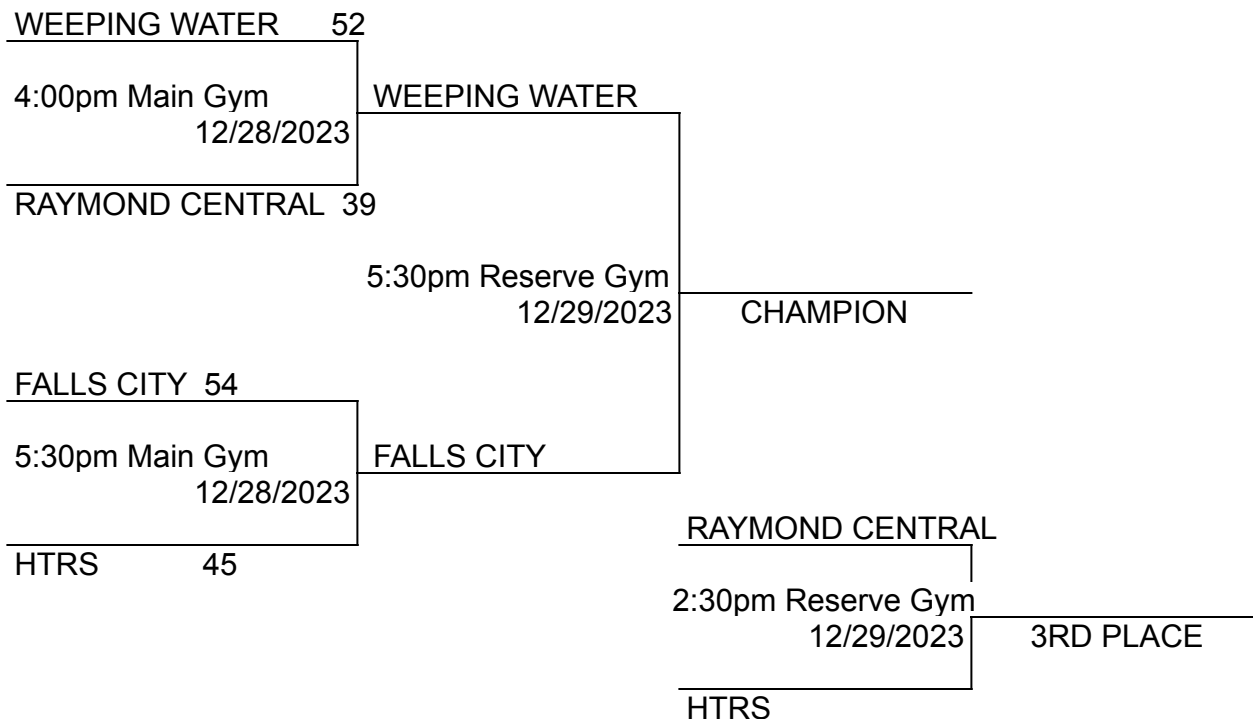 WEEPING WATER 52
4:00pm Main Gym
12/28/2023
WEEPING WATER
RAYMOND CENTRAL 39
5:30pm Reserve Gym
12/29/2023
CHAMPION
FALLS CITY 54
5:30pm Main Gym
12/28/2023
FALLS CITY
HTRS 45
RAYMOND CENTRAL
2:30pm Reserve Gym
12/29/2023
3RD PLACE
HTRS